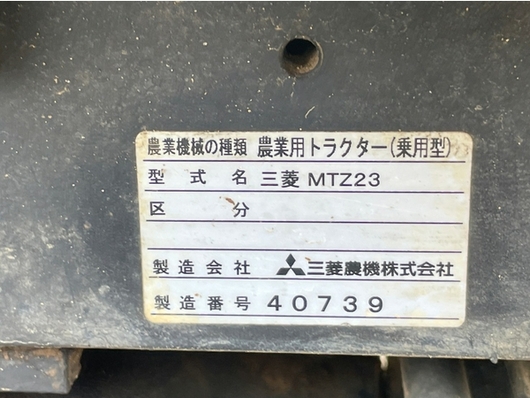 農業機械の種類 農業用トラクター(乗用型)
型式名 三菱 MTZ23
区分
製造会社 三菱農機株式会社
製造番号 40739